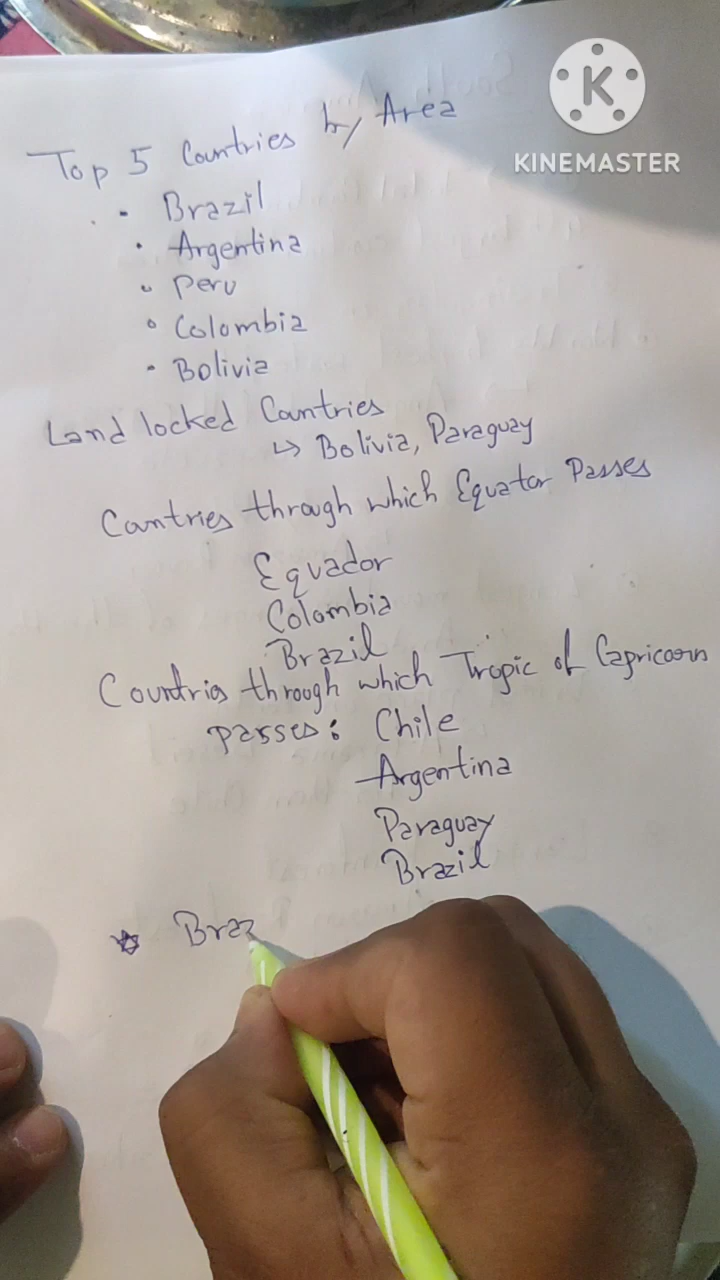 K
KINEMASTER
Top 5 Countries by Area
• Brazil
• Argentina
• Peru
• Colombia
• Bolivia
Land locked Countries
↳ Bolivia, Paraguay
Countries through which Equator Passes
Equador
Colombia
Brazil
Countries through which Tropic of Capricorn
passes: Chile
Argentina
Paraguay
Brazil
☆ Braz